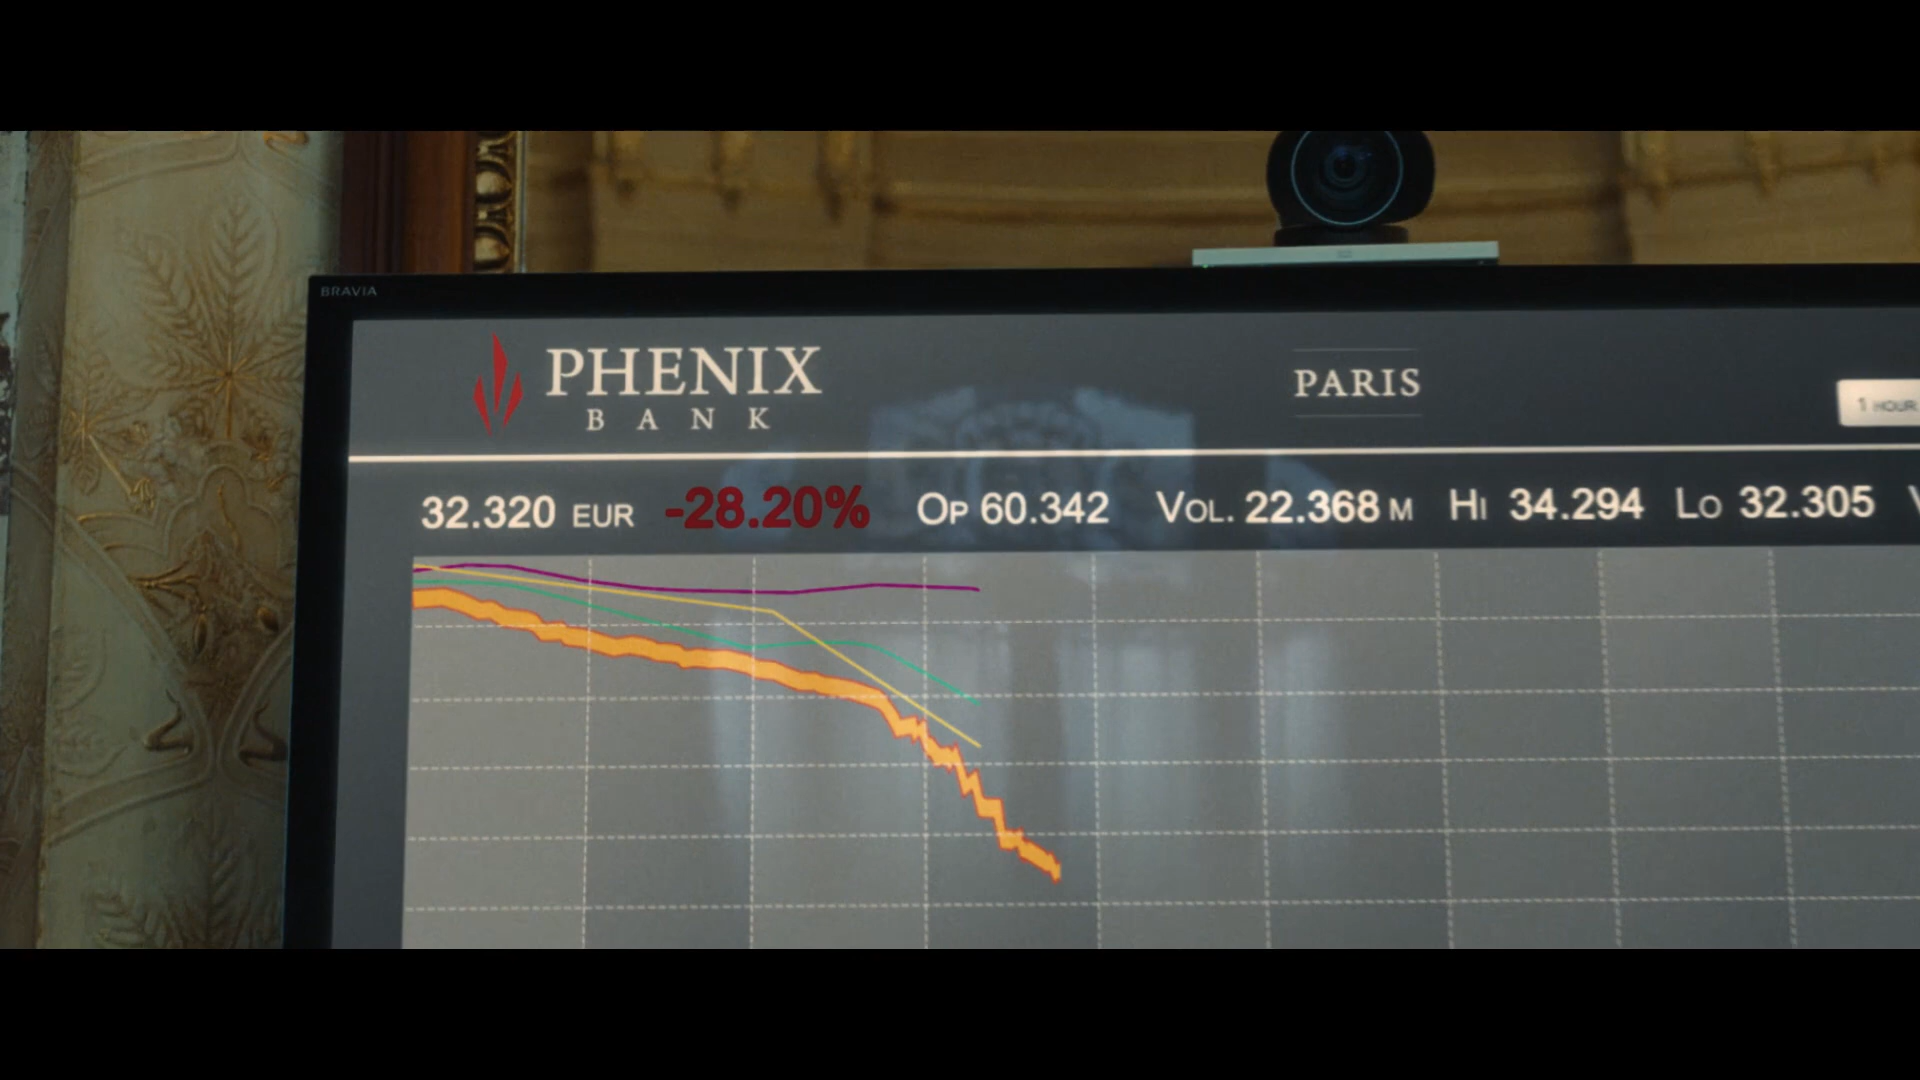 BRAVIA
PHENIX
BANK
PARIS
1 HOUR
32.320 EUR -28.20% OP 60.342 VOL. 22.368 M HI 34.294 LO 32.305